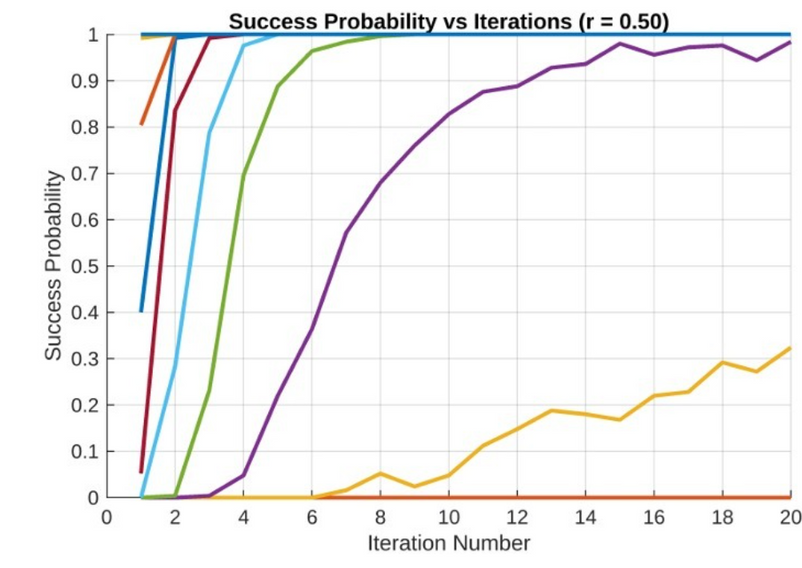 Success Probability vs Iterations (r = 0.50)
1
0.9
0.8
0.7
0.6
0.5
0.4
0.3
0.2
0.1
0
Success Probability
0 2 4 6 8 10 12 14 16 18 20
Iteration Number